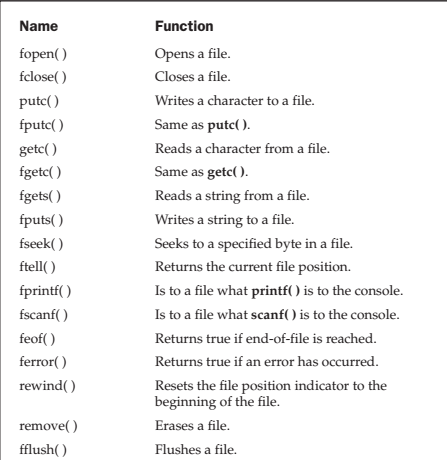 Name Function
fopen( ) Opens a file.
fclose( ) Closes a file.
putc( ) Writes a character to a file.
fputc( ) Same as putc( ).
getc( ) Reads a character from a file.
fgetc( ) Same as getc( ).
fgets( ) Reads a string from a file.
fputs( ) Writes a string to a file.
fseek( ) Seeks to a specified byte in a file.
ftell( ) Returns the current file position.
fprintf( ) Is to a file what printf( ) is to the console.
fscanf( ) Is to a file what scanf( ) is to the console.
feof( ) Returns true if end-of-file is reached.
ferror( ) Returns true if an error has occurred.
rewind( ) Resets the file position indicator to the
beginning of the file.
remove( ) Erases a file.
fflush( ) Flushes a file.